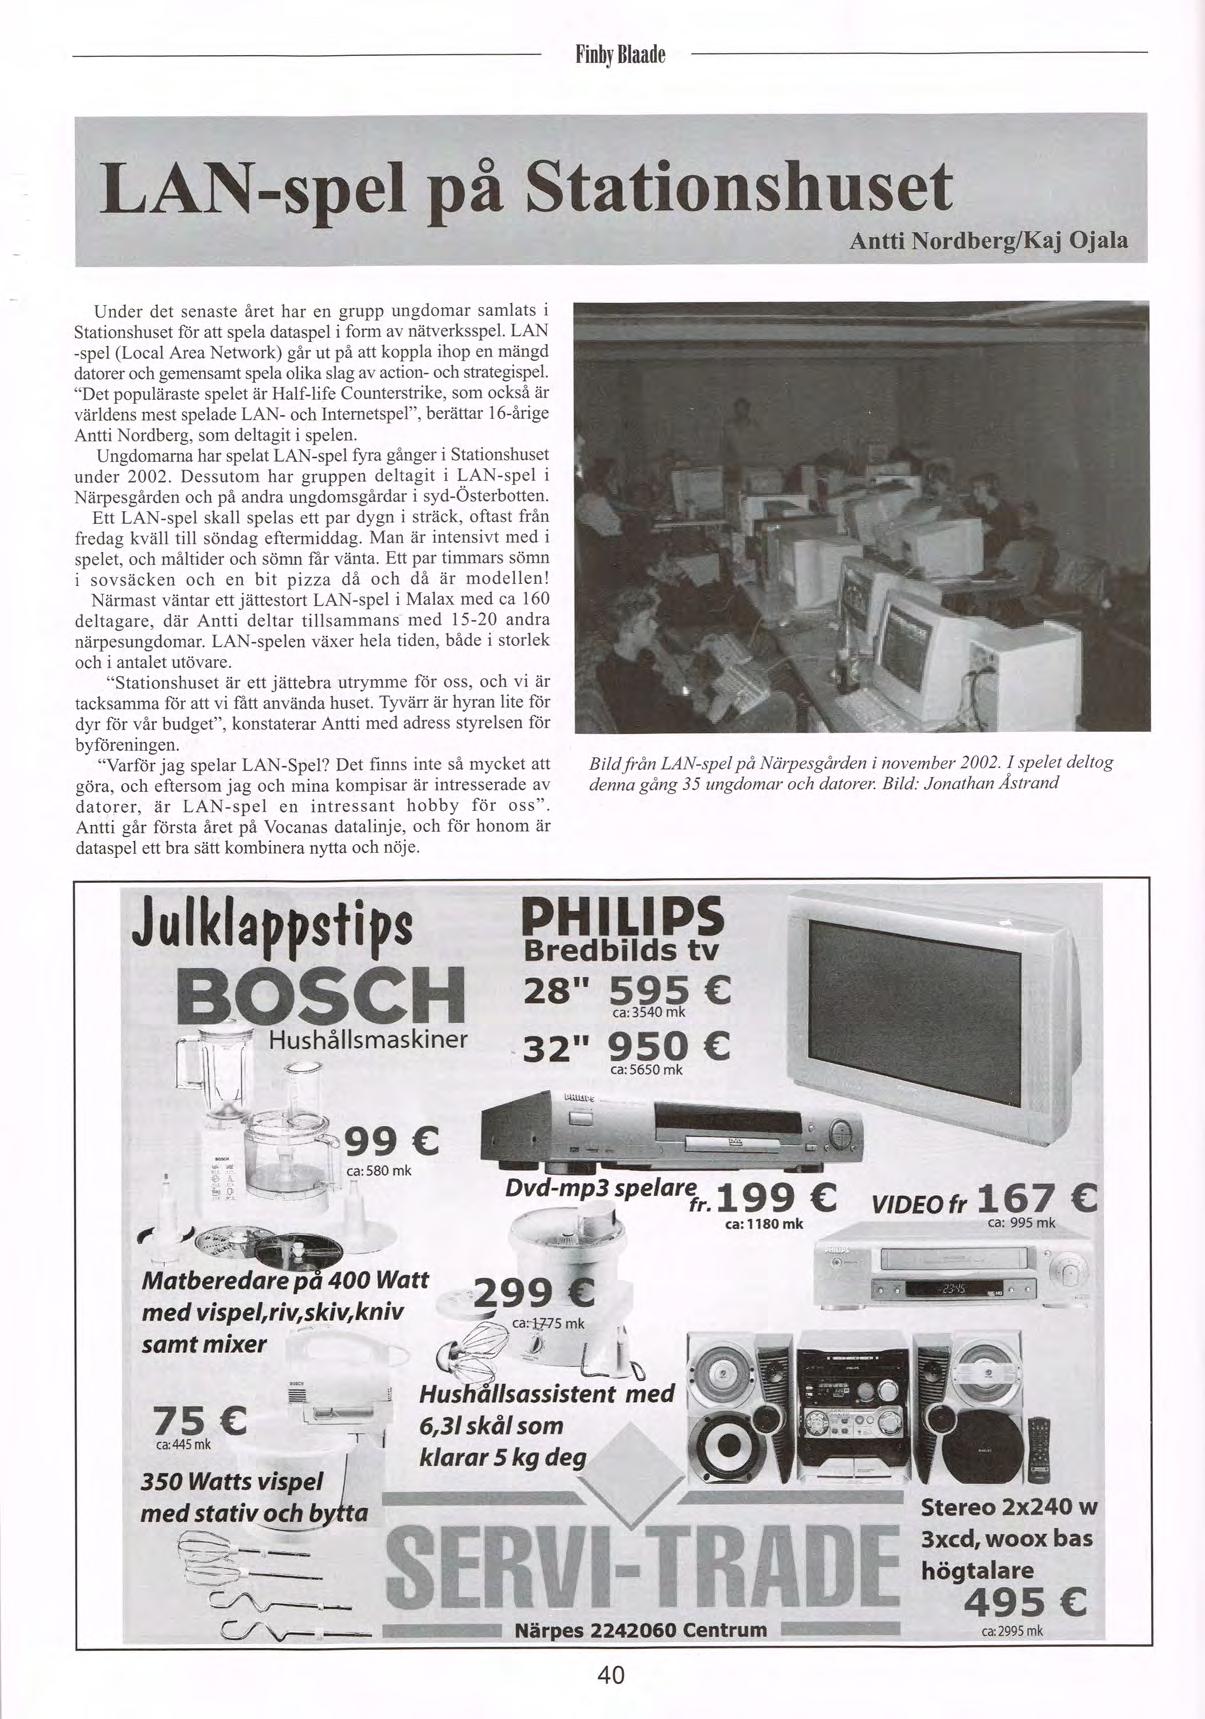 Finby Blaade
LAN-spel på Stationshuset
Antti Nordberg/Kaj Ojala
Under det senaste året har en grupp ungdomar samlats i
Stationshuset för att spela dataspel i form av nätverksspel. LAN
-spel (Local Area Network) går ut på att koppla ihop en mängd
datorer och gemensamt spela olika slag av action- och strategispel.
“Det populäraste spelet är Half-life Counterstrike, som också är
världens mest spelade LAN- och Internetspel”, berättar 16-årige
Antti Nordberg, som deltagit i spelen.
Ungdomarna har spelat LAN-spel fyra gånger i Stationshuset
under 2002. Dessutom har gruppen deltagit i LAN-spel i
Närpesgården och på andra ungdomsgårdar i syd-Österbotten.
Ett LAN-spel skall spelas ett par dygn i sträck, oftast från
fredag kväll till söndag eftermiddag. Man är intensivt med i
spelet, och måltider och sömn får vänta. Ett par timmars sömn
i sovsäcken och en bit pizza då och då är modellen!
Närmast väntar ett jättestort LAN-spel i Malax med ca 160
deltagare, där Antti deltar tillsammans med 15-20 andra
närpesungdomar. LAN-spelen växer hela tiden, både i storlek
och i antalet utövare.
“Stationshuset är ett jättebra utrymme för oss, och vi är
tacksamma för att vi fått använda huset. Tyvärr är hyran lite för
dyr för vår budget”, konstaterar Antti med adress styrelsen för
byföreningen.
“Varför jag spelar LAN-Spel? Det finns inte så mycket att
göra, och eftersom jag och mina kompisar är intresserade av
datorer, är LAN-spel en intressant hobby för oss”.
Antti går första året på Vocanas datalinje, och för honom är
dataspel ett bra sätt kombinera nytta och nöje.
Bild från LAN-spel på Närpesgården i november 2002. I spelet deltog
denna gång 35 ungdomar och datorer. Bild: Jonathan Åstrand
Julklappstips
BOSCH
Hushållsmaskiner
99 €
ca: 580 mk
Matberedare på 400 Watt
med vispel,riv,skiv,kniv
samt mixer
75 €
ca: 445 mk
350 Watts vispel
med stativ och bytta
PHILIPS
Bredbilds tv
28" 595 €
ca: 3540 mk
32" 950 €
ca: 5650 mk
PHILIPS
Dvd-mp3 spelare fr. 199 €
ca: 1180 mk
VIDEO fr 167 €
ca: 995 mk
PHILIPS
23:45
299 €
ca: 1775 mk
Hushållsassistent med
6,3l skål som
klarar 5 kg deg
BOSCH
BOSCH
Stereo 2x240 w
3xcd, woox bas
högtalare
495 €
ca: 2995 mk
SERVI-TRADE
Närpes 2242060 Centrum
40